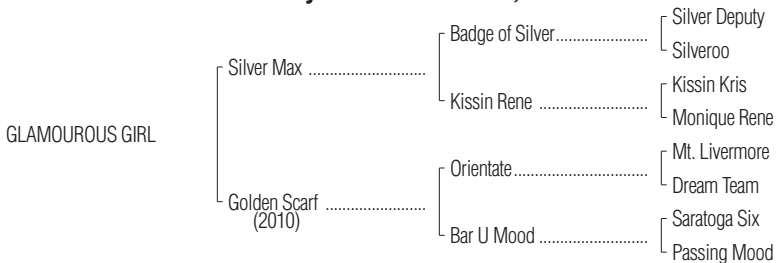 Silver Deputy
Badge of Silver
Silveroo
Silver Max
Kissin Kris
Kissin Rene
Monique Rene
GLAMOUROUS GIRL
Mt. Livermore
Orientate
Dream Team
Golden Scarf
(2010)
Saratoga Six
Bar U Mood
Passing Mood